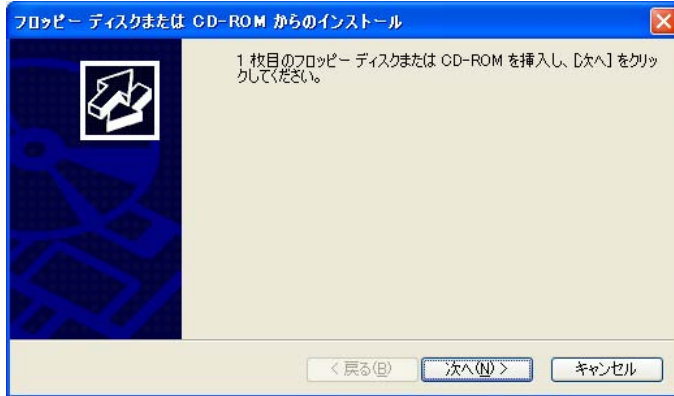 フロッピー ディスクまたは CD-ROM からのインストール
1 枚目のフロッピー ディスクまたは CD-ROM を挿入し、[次へ] をクリッ
クしてください。
< 戻る(B)
次へ(N) >
キャンセル